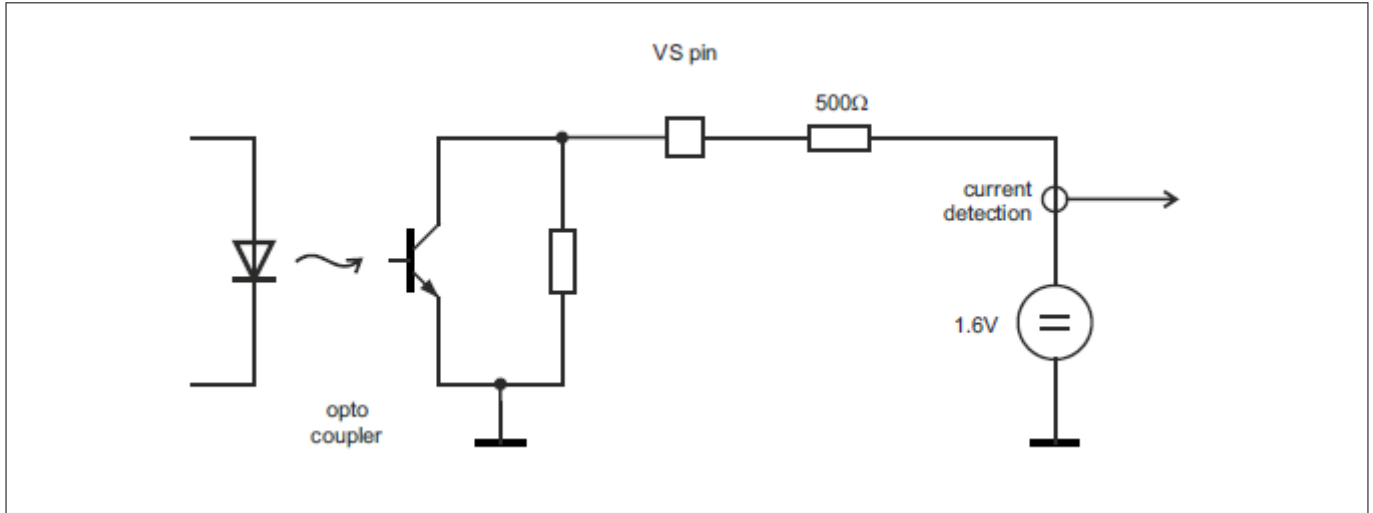 VS pin
500Ω
current
detection
1.6V
opto
coupler